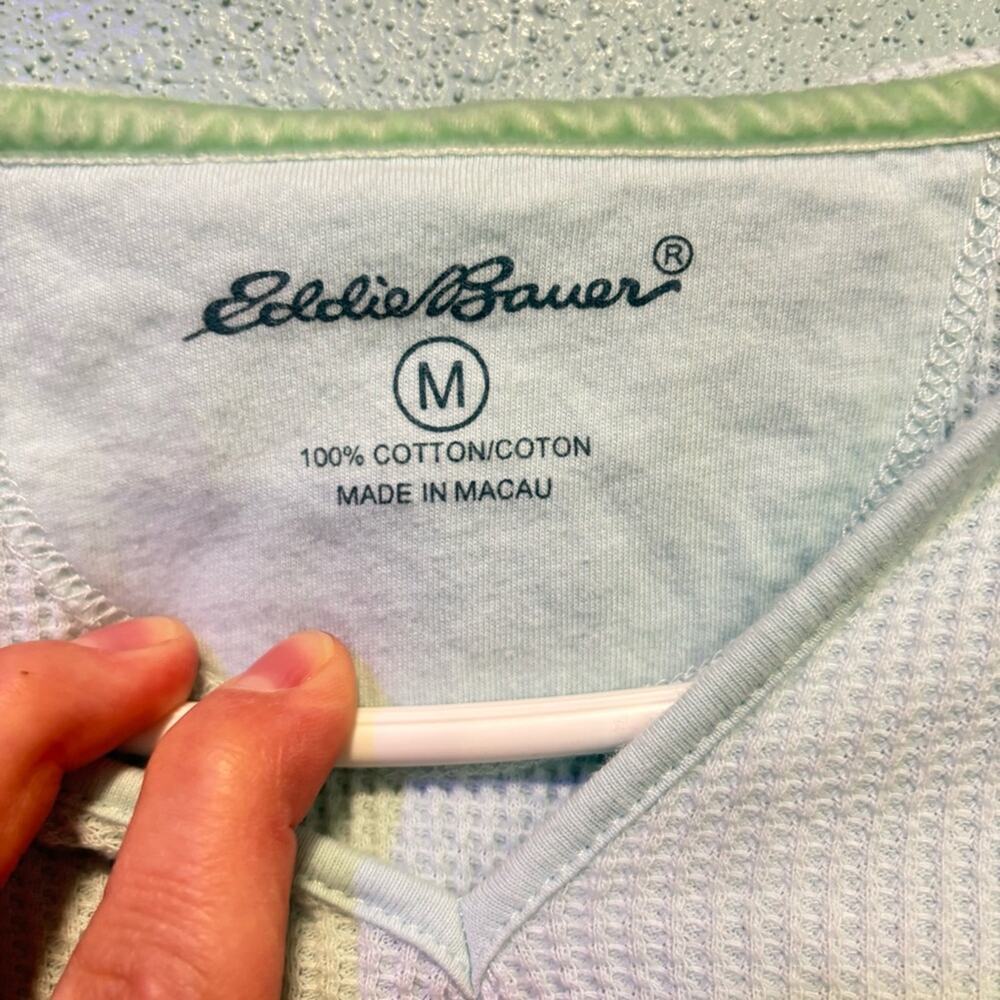 Eddie Bauer ®
M
100% COTTON/COTON
MADE IN MACAU